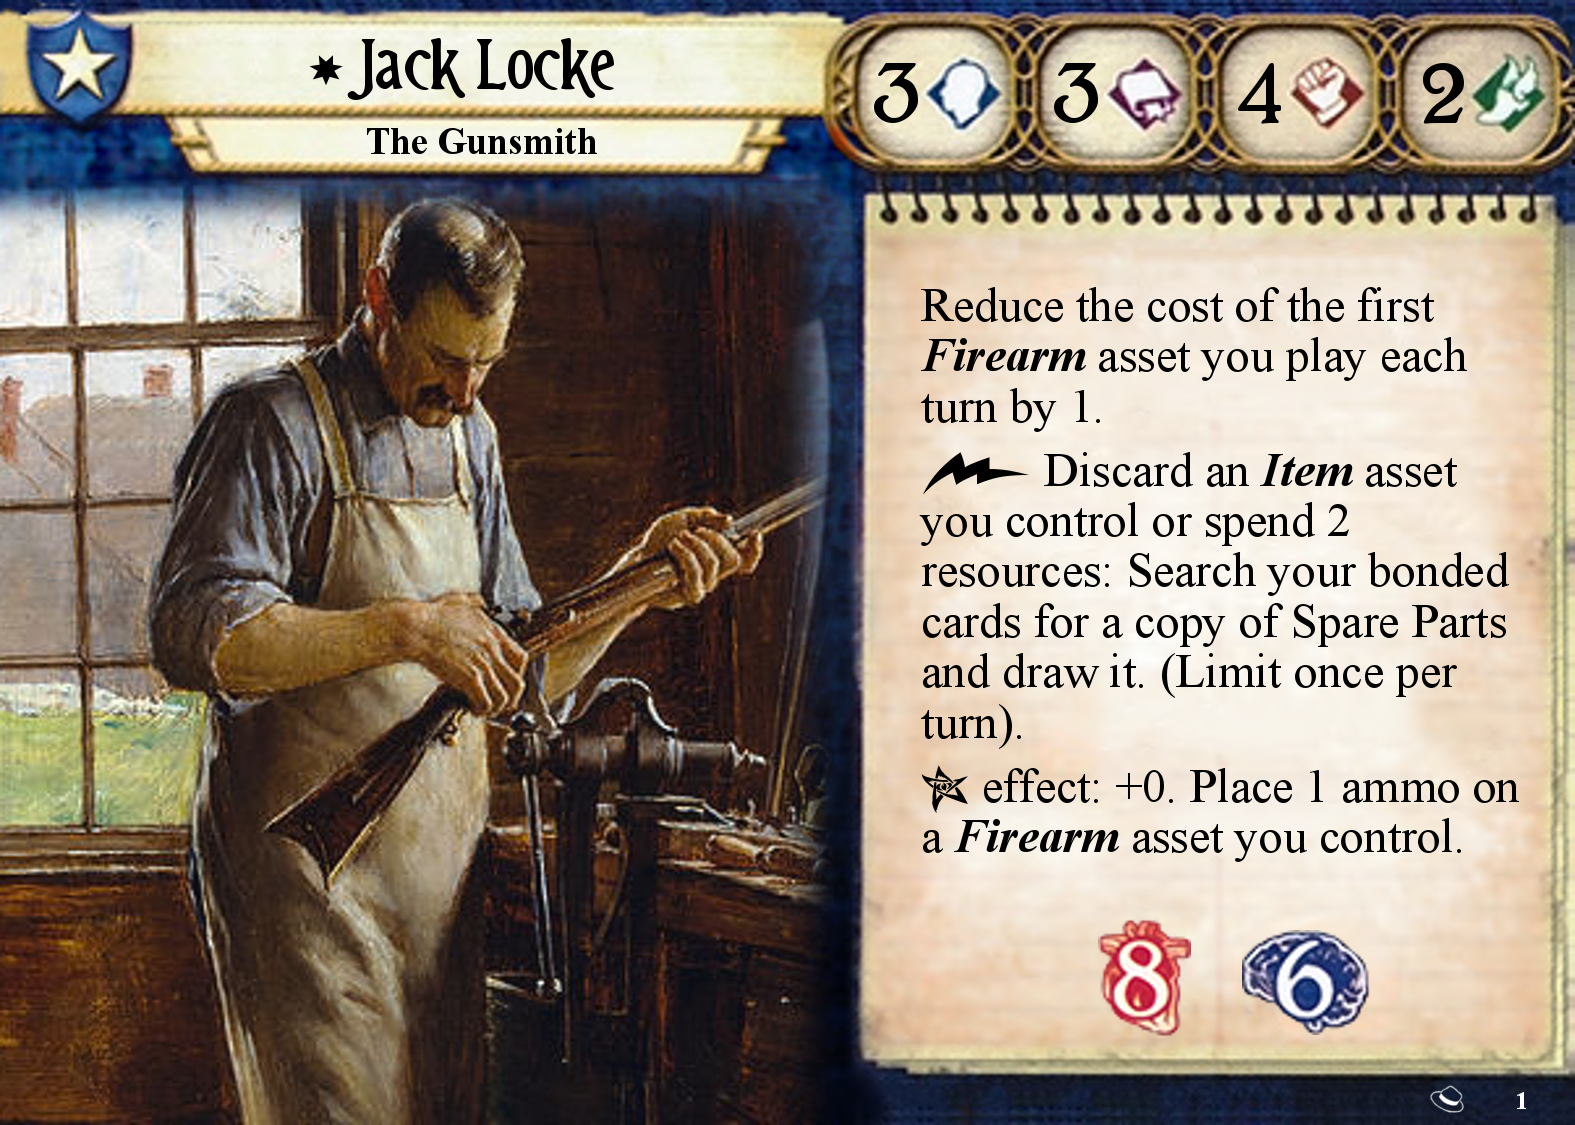 Jack Locke
The Gunsmith
3 3 4 2
Reduce the cost of the first
Firearm asset you play each
turn by 1.
Discard an Item asset
you control or spend 2
resources: Search your bonded
cards for a copy of Spare Parts
and draw it. (Limit once per
turn).
effect: +0. Place 1 ammo on
a Firearm asset you control.
8 6
1